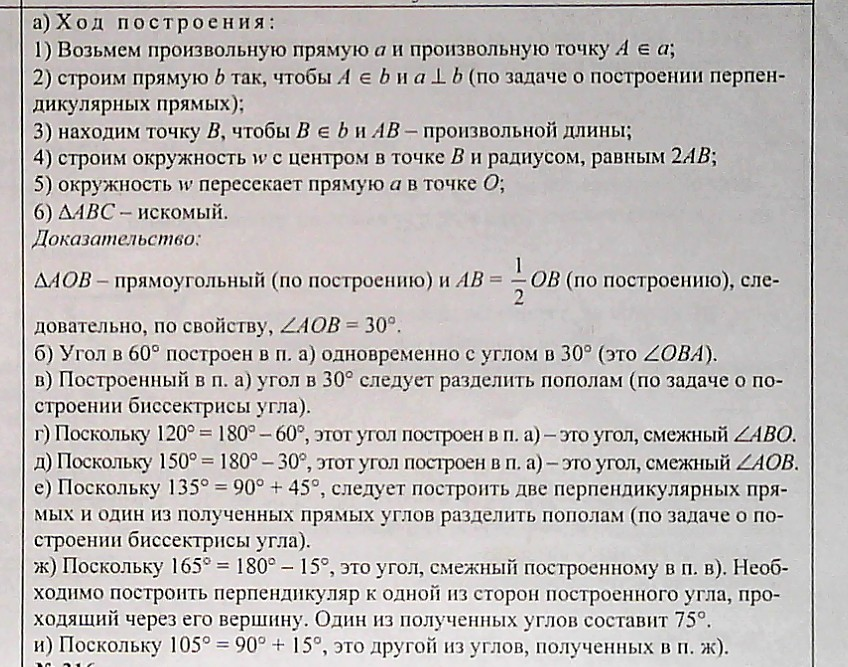 а) Ход построения:
1) Возьмем произвольную прямую a и произвольную точку A ∈ a;
2) строим прямую b так, чтобы A ∈ b и a ⊥ b (по задаче о построении перпен-
дикулярных прямых);
3) находим точку B, чтобы B ∈ b и AB – произвольной длины;
4) строим окружность w с центром в точке B и радиусом, равным 2AB;
5) окружность w пересекает прямую a в точке O;
6) ΔABC – искомый.
Доказательство:
ΔAOB – прямоугольный (по построению) и AB = 1/2 OB (по построению), сле-
довательно, по свойству, ∠AOB = 30°.
б) Угол в 60° построен в п. а) одновременно с углом в 30° (это ∠OBA).
в) Построенный в п. а) угол в 30° следует разделить пополам (по задаче о по-
строении биссектрисы угла).
г) Поскольку 120° = 180° – 60°, этот угол построен в п. а) – это угол, смежный ∠ABO.
д) Поскольку 150° = 180° – 30°, этот угол построен в п. а) – это угол, смежный ∠AOB.
е) Поскольку 135° = 90° + 45°, следует построить две перпендикулярных пря-
мых и один из полученных прямых углов разделить пополам (по задаче о по-
строении биссектрисы угла).
ж) Поскольку 165° = 180° – 15°, это угол, смежный построенному в п. в). Необ-
ходимо построить перпендикуляр к одной из сторон построенного угла, про-
ходящий через его вершину. Один из полученных углов составит 75°.
и) Поскольку 105° = 90° + 15°, это другой из углов, полученных в п. ж).